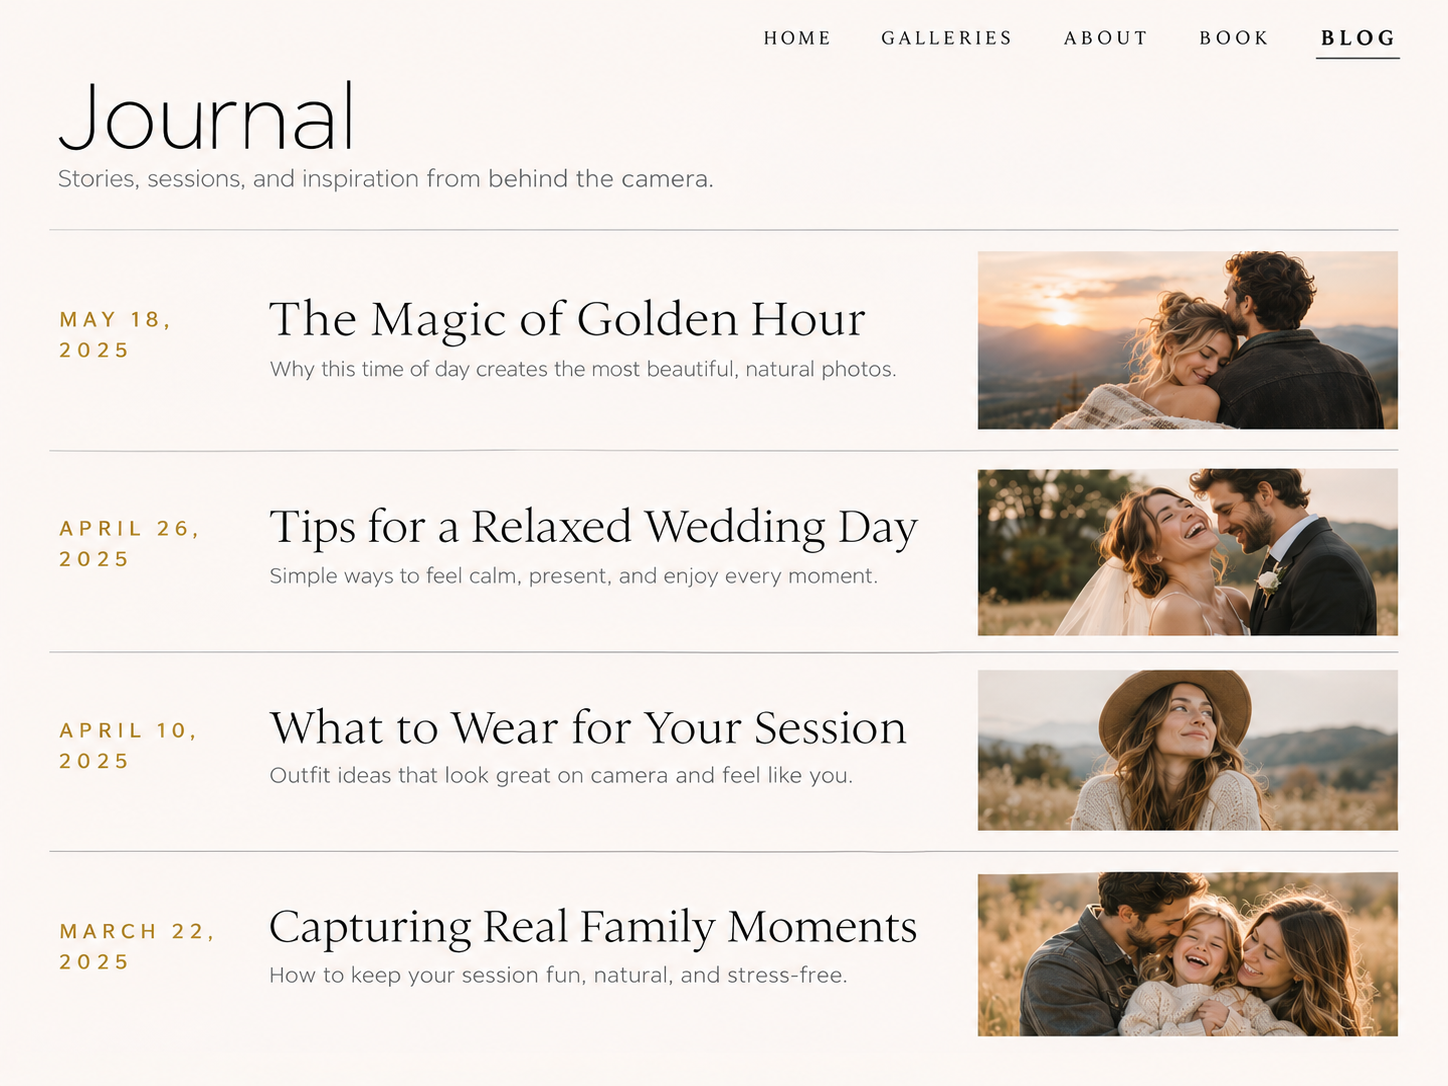 HOME GALLERIES ABOUT BOOK BLOG
Journal
Stories, sessions, and inspiration from behind the camera.
MAY 18,
2025
The Magic of Golden Hour
Why this time of day creates the most beautiful, natural photos.
APRIL 26,
2025
Tips for a Relaxed Wedding Day
Simple ways to feel calm, present, and enjoy every moment.
APRIL 10,
2025
What to Wear for Your Session
Outfit ideas that look great on camera and feel like you.
MARCH 22,
2025
Capturing Real Family Moments
How to keep your session fun, natural, and stress-free.